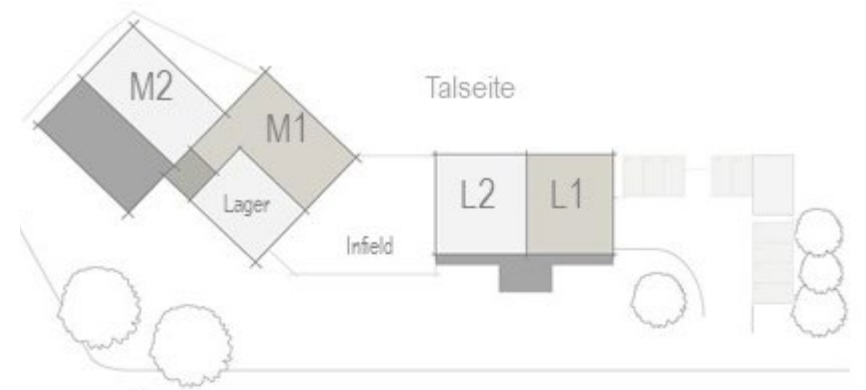 M2
Talseite
M1
L2
L1
Lager
Infield